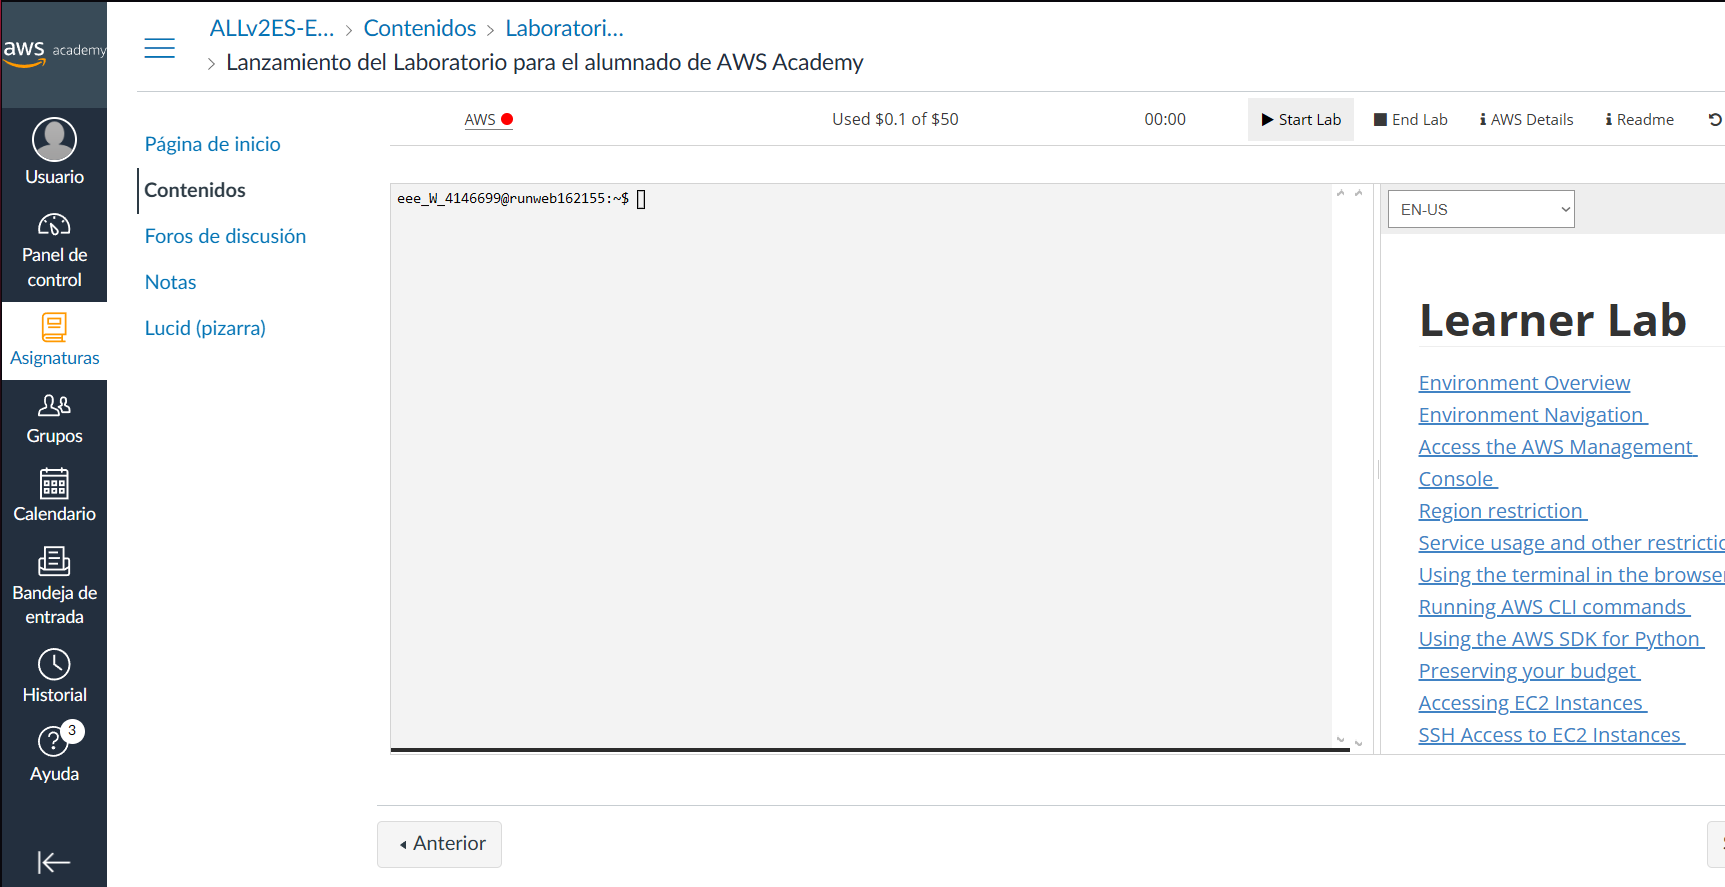 aws academy
Usuario
Panel de
control
Asignaturas
Grupos
Calendario
Bandeja de
entrada
Historial
3
Ayuda
ALLv2ES-E... > Contenidos > Laboratori...
> Lanzamiento del Laboratorio para el alumnado de AWS Academy
Página de inicio
Contenidos
Foros de discusión
Notas
Lucid (pizarra)
AWS Used $0.1 of $50 00:00 Start Lab End Lab AWS Details Readme
eee_W_4146699@runweb162155:~$
EN-US
Learner Lab
Environment Overview
Environment Navigation
Access the AWS Management
Console
Region restriction
Service usage and other restrictio
Using the terminal in the browser
Running AWS CLI commands
Using the AWS SDK for Python
Preserving your budget
Accessing EC2 Instances
SSH Access to EC2 Instances
Anterior